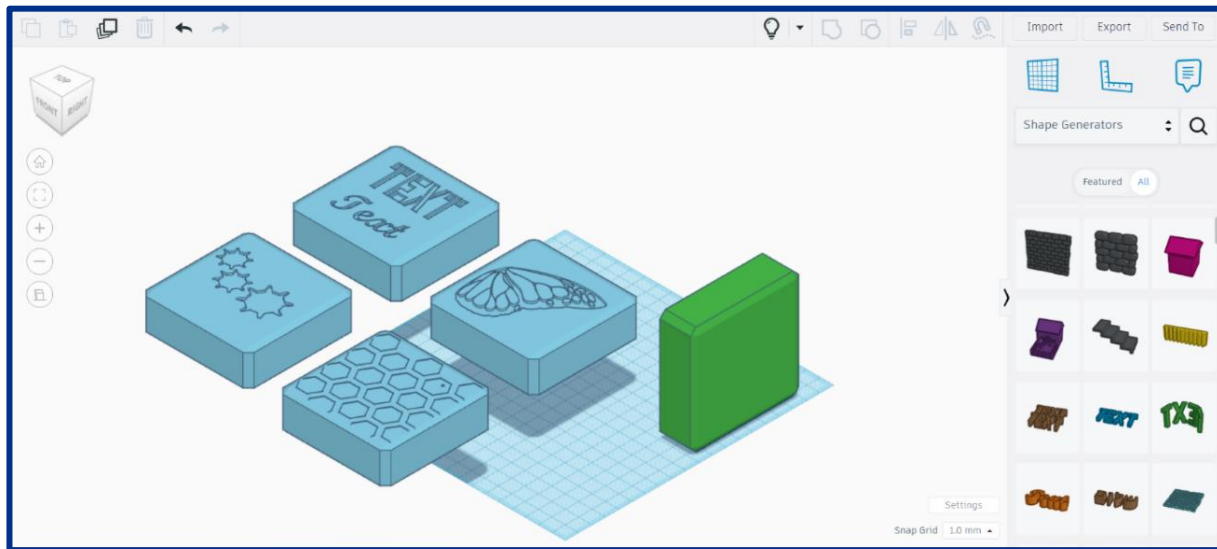 Import Export Send To
TOP
FRONT RIGHT
Shape Generators
Featured All
TEXT
Text
TEXT
Settings
Snap Grid 1.0 mm